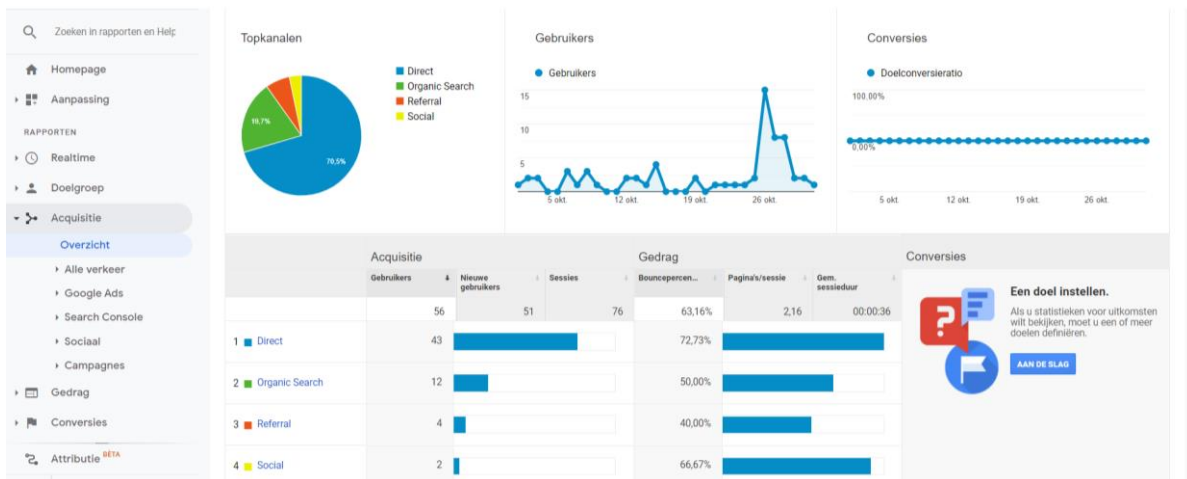 Zoeken in rapporten en Help
Homepage
Aanpassing
RAPPORTEN
Realtime
Doelgroep
Acquisitie
Overzicht
Alle verkeer
Google Ads
Search Console
Sociaal
Campagnes
Gedrag
Conversies
Attributie BÈTA
Topkanalen
Direct
Organic Search
Referral
Social
19,7%
70,5%
Gebruikers
Gebruikers
15
10
5
5 okt. 12 okt. 19 okt. 26 okt.
Conversies
Doelconversieratio
100,00%
0,00%
5 okt. 12 okt. 19 okt. 26 okt.
Acquisitie Gedrag Conversies
Gebruikers Nieuwe gebruikers Sessies Bouncepercen... Pagina's/sessie Gem. sessieduur
56 51 76 63,16% 2,16 00:00:36
1 Direct 43 72,73%
2 Organic Search 12 50,00%
3 Referral 4 40,00%
4 Social 2 66,67%
Een doel instellen.
Als u statistieken voor uitkomsten
wilt bekijken, moet u een of meer
doelen definiëren.
AAN DE SLAG